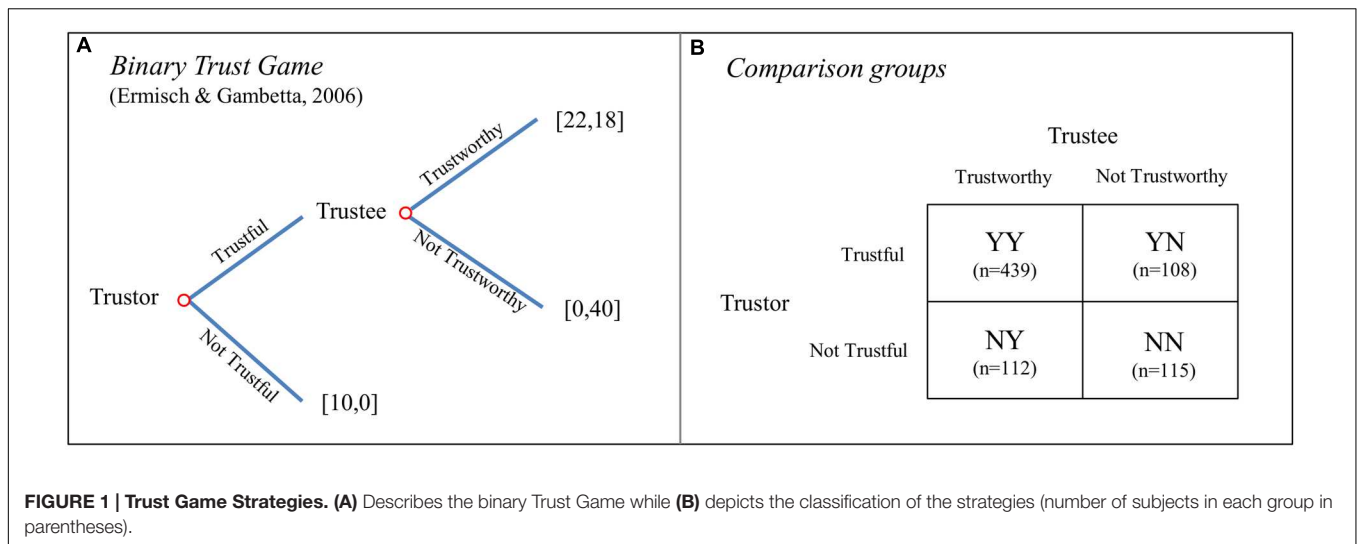 A
Binary Trust Game
(Ermisch & Gambetta, 2006)
Trustworthy
[22,18]
Trustee
Not Trustworthy
[0,40]
Trustful
Trustor
Not Trustful
[10,0]
B
Comparison groups
Trustee
Trustworthy Not Trustworthy
Trustful
YY
(n=439)
YN
(n=108)
Trustor
Not Trustful
NY
(n=112)
NN
(n=115)
FIGURE 1 | Trust Game Strategies. (A) Describes the binary Trust Game while (B) depicts the classification of the strategies (number of subjects in each group in
parentheses).